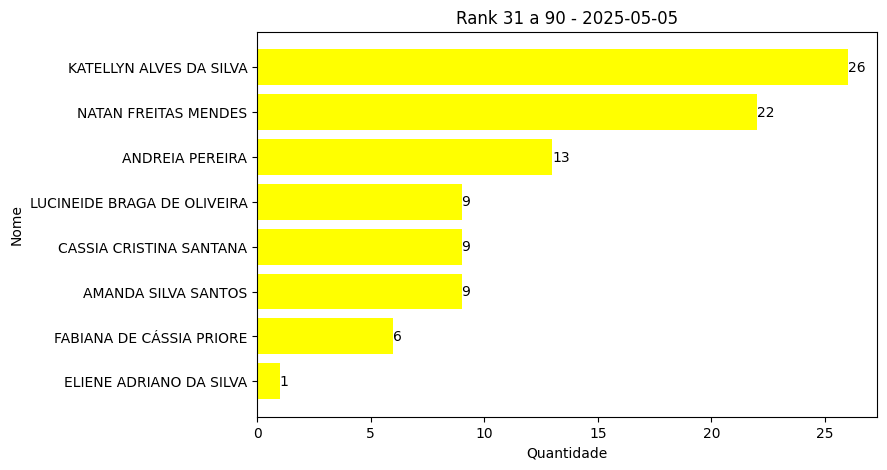 Rank 31 a 90 - 2025-05-05
KATELLYN ALVES DA SILVA 26
NATAN FREITAS MENDES 22
ANDREIA PEREIRA 13
LUCINEIDE BRAGA DE OLIVEIRA 9
CASSIA CRISTINA SANTANA 9
AMANDA SILVA SANTOS 9
FABIANA DE CÁSSIA PRIORE 6
ELIENE ADRIANO DA SILVA 1
Nome
0 5 10 15 20 25
Quantidade